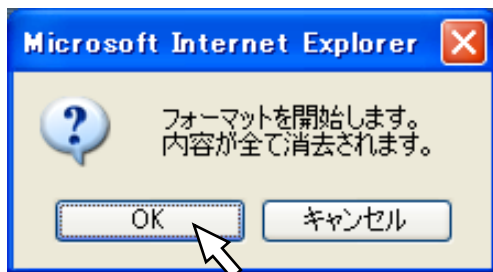 Microsoft Internet Explorer
フォーマットを開始します。
内容が全て消去されます。
OK
キャンセル